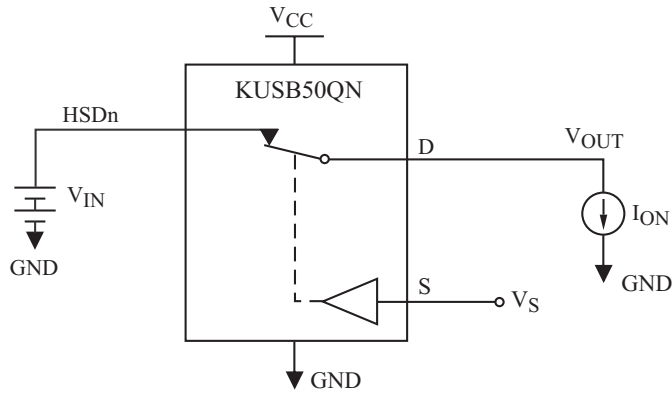 VCC
KUSB50QN
HSDn
D
VOUT
VIN
ION
GND
GND
S
VS
GND